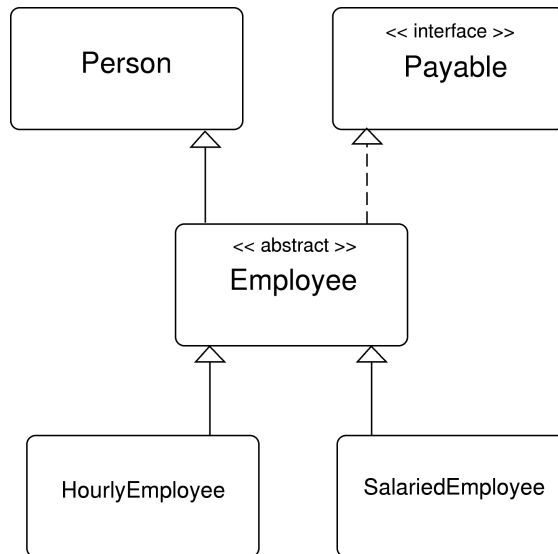 Person
<< interface >>
Payable
<< abstract >>
Employee
HourlyEmployee
SalariedEmployee